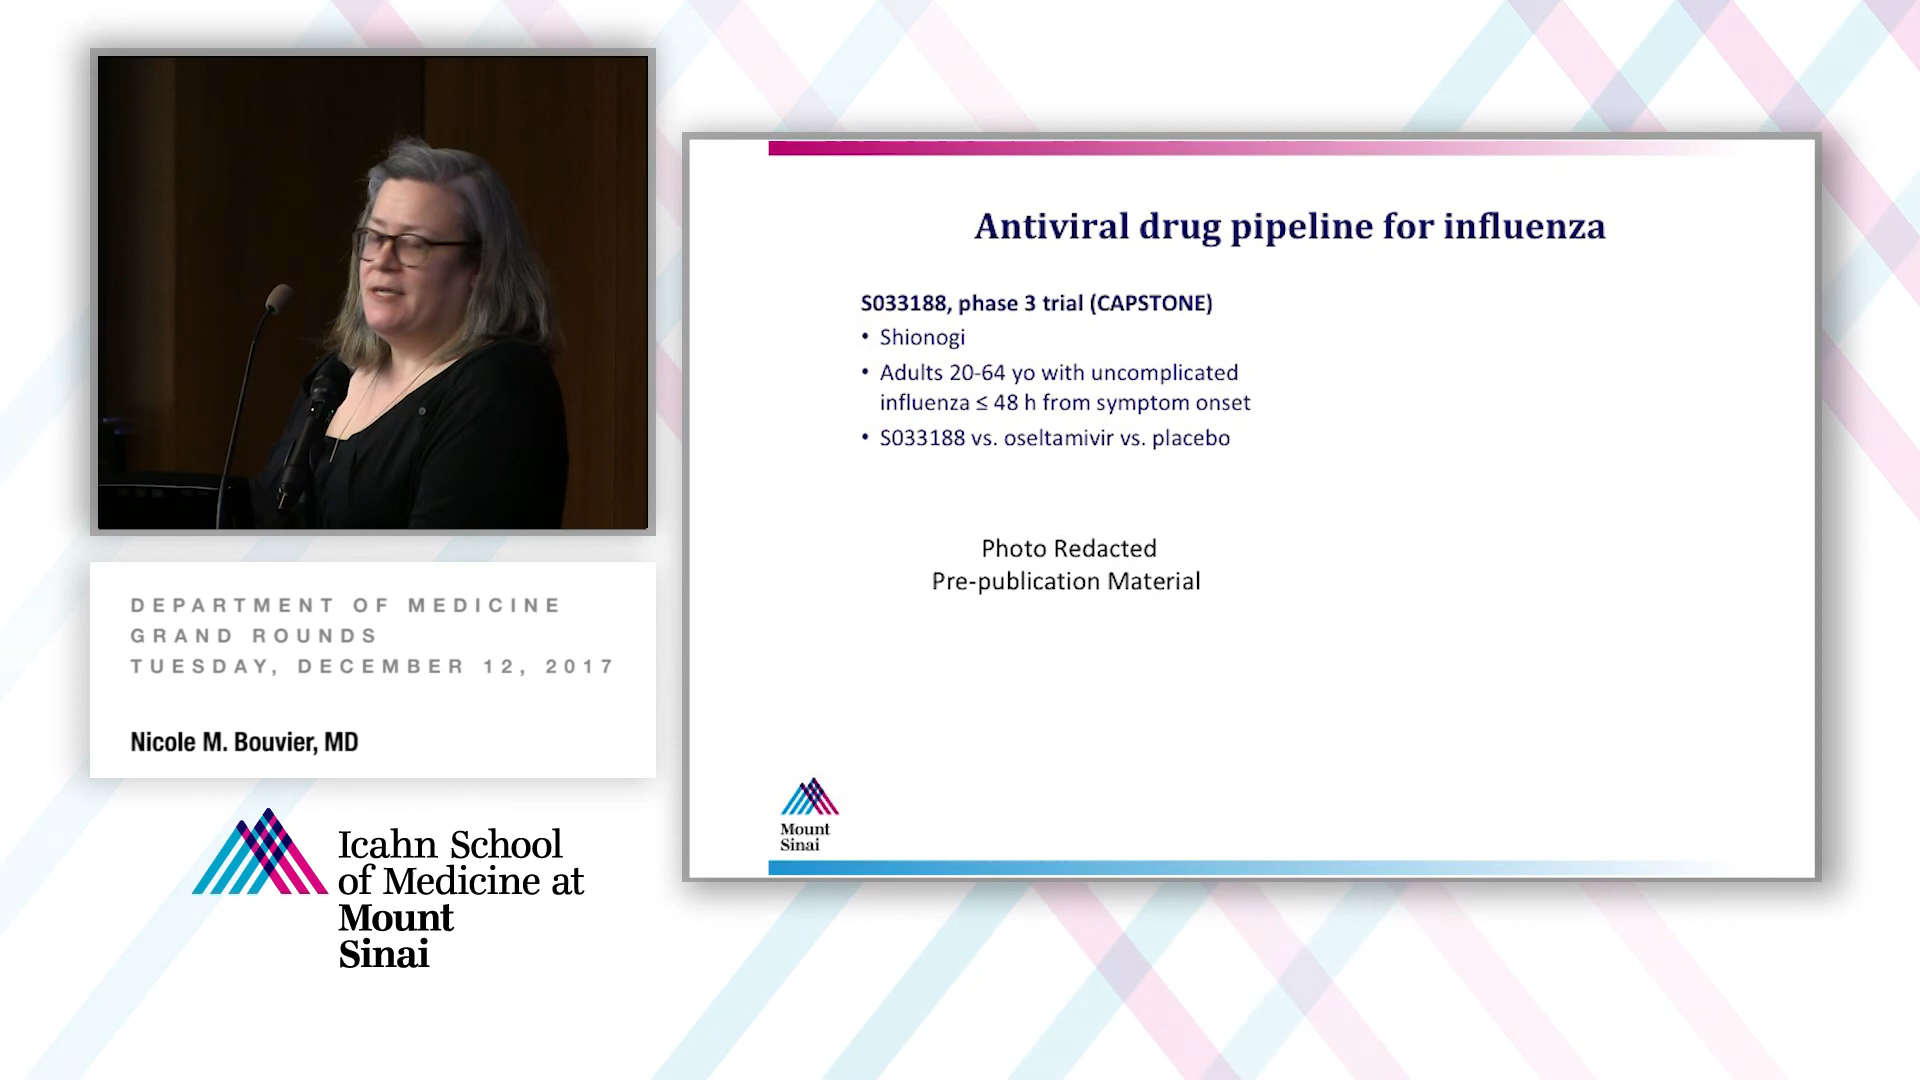 DEPARTMENT OF MEDICINE
GRAND ROUNDS
TUESDAY, DECEMBER 12, 2017
Nicole M. Bouvier, MD
Icahn School
of Medicine at
Mount
Sinai
Antiviral drug pipeline for influenza
S033188, phase 3 trial (CAPSTONE)
• Shionogi
• Adults 20-64 yo with uncomplicated
influenza ≤ 48 h from symptom onset
• S033188 vs. oseltamivir vs. placebo
Photo Redacted
Pre-publication Material
Mount
Sinai